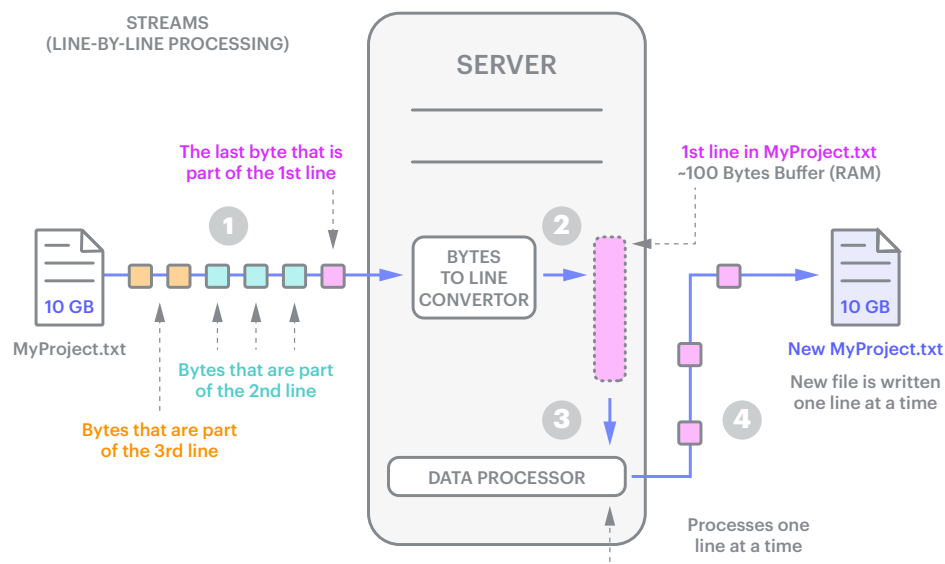 STREAMS
(LINE-BY-LINE PROCESSING)
SERVER
The last byte that is
part of the 1st line
1st line in MyProject.txt
~100 Bytes Buffer (RAM)
1
2
BYTES
TO LINE
CONVERTOR
10 GB
MyProject.txt
10 GB
New MyProject.txt
New file is written
one line at a time
Bytes that are part
of the 2nd line
Bytes that are part
of the 3rd line
3
4
DATA PROCESSOR
Processes one
line at a time